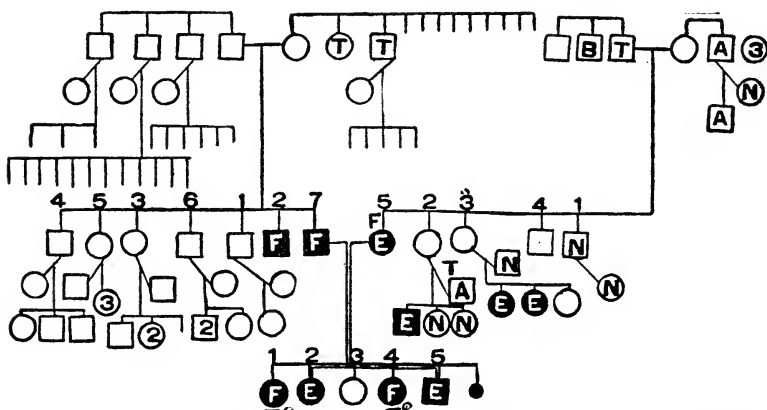 T T B T A 3
N
A
4 5 3 6 1 2 7 F 5 2 3 4 1
F F E N
N
T
3 A N
E E
2 2 E N N
1 2 3 4 5
F E F E